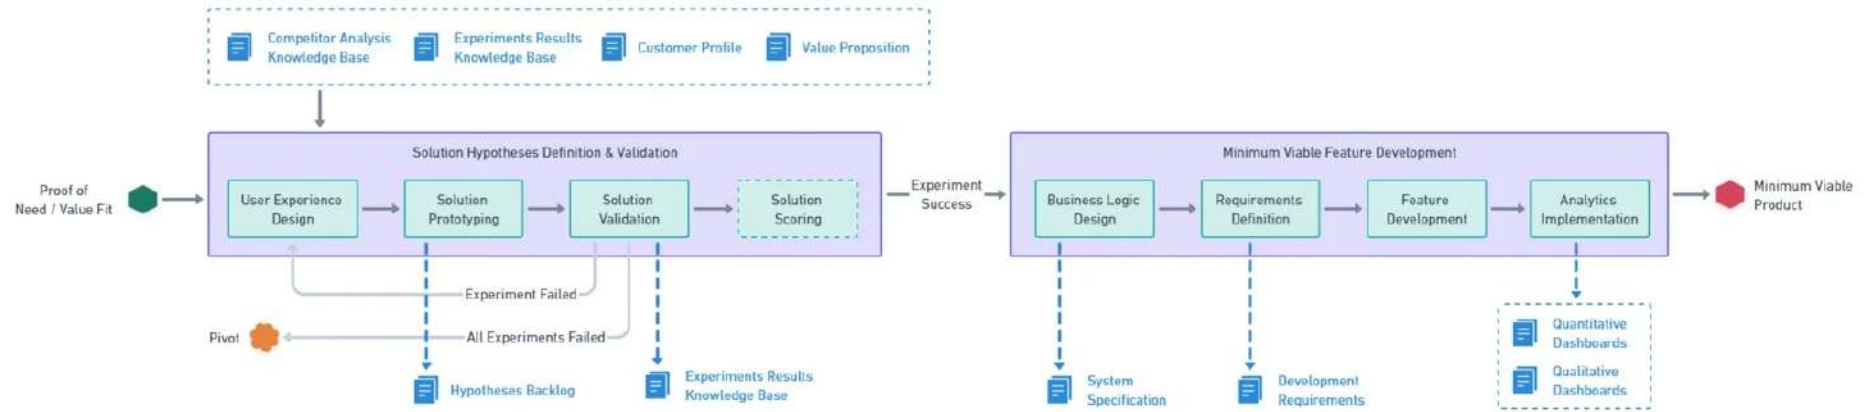 Competitor Analysis
Knowledge Base
Experiments Results
Knowledge Base
Customer Profile
Value Proposition
Proof of
Need / Value Fit
Solution Hypotheses Definition & Validation
User Experience
Design
Solution
Prototyping
Solution
Validation
Solution
Scoring
Experiment
Success
Minimum Viable Feature Development
Business Logic
Design
Requirements
Definition
Feature
Development
Analytics
Implementation
Minimum Viable
Product
Experiment Failed
Pivot
All Experiments Failed
Hypotheses Backlog
Experiments Results
Knowledge Base
System
Specification
Development
Requirements
Quantitative
Dashboards
Qualitative
Dashboards